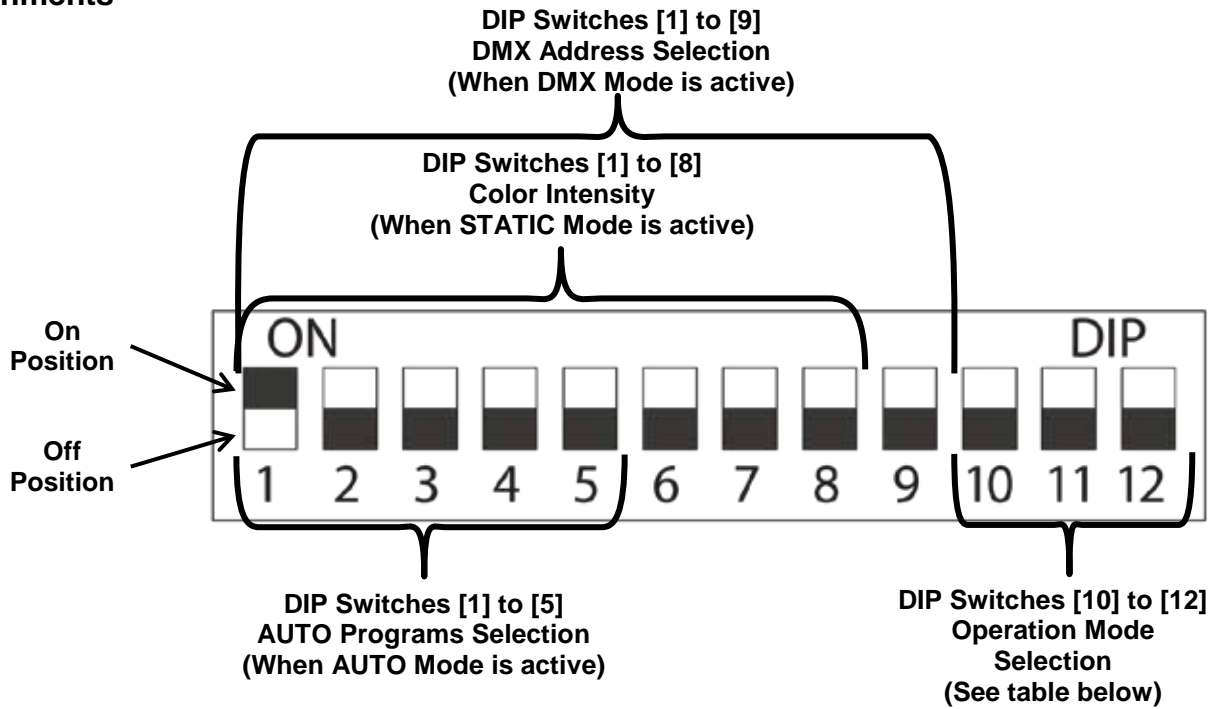 DIP Switches [1] to [9]
DMX Address Selection
(When DMX Mode is active)
DIP Switches [1] to [8]
Color Intensity
(When STATIC Mode is active)
On
Position
ON DIP
Off
Position
1 2 3 4 5 6 7 8 9 10 11 12
DIP Switches [1] to [5]
AUTO Programs Selection
(When AUTO Mode is active)
DIP Switches [10] to [12]
Operation Mode
Selection
(See table below)